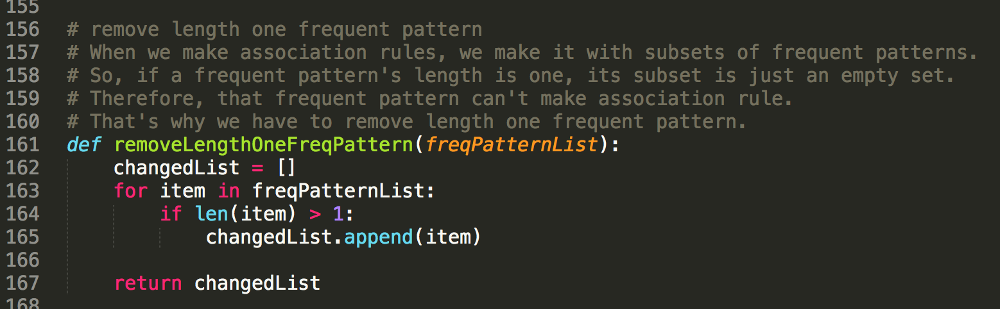 155
156 # remove length one frequent pattern
157 # When we make association rules, we make it with subsets of frequent patterns.
158 # So, if a frequent pattern's length is one, its subset is just an empty set.
159 # Therefore, that frequent pattern can't make association rule.
160 # That's why we have to remove length one frequent pattern.
161 def removeLengthOneFreqPattern(freqPatternList):
162     changedList = []
163     for item in freqPatternList:
164         if len(item) > 1:
165             changedList.append(item)
166
167     return changedList
168